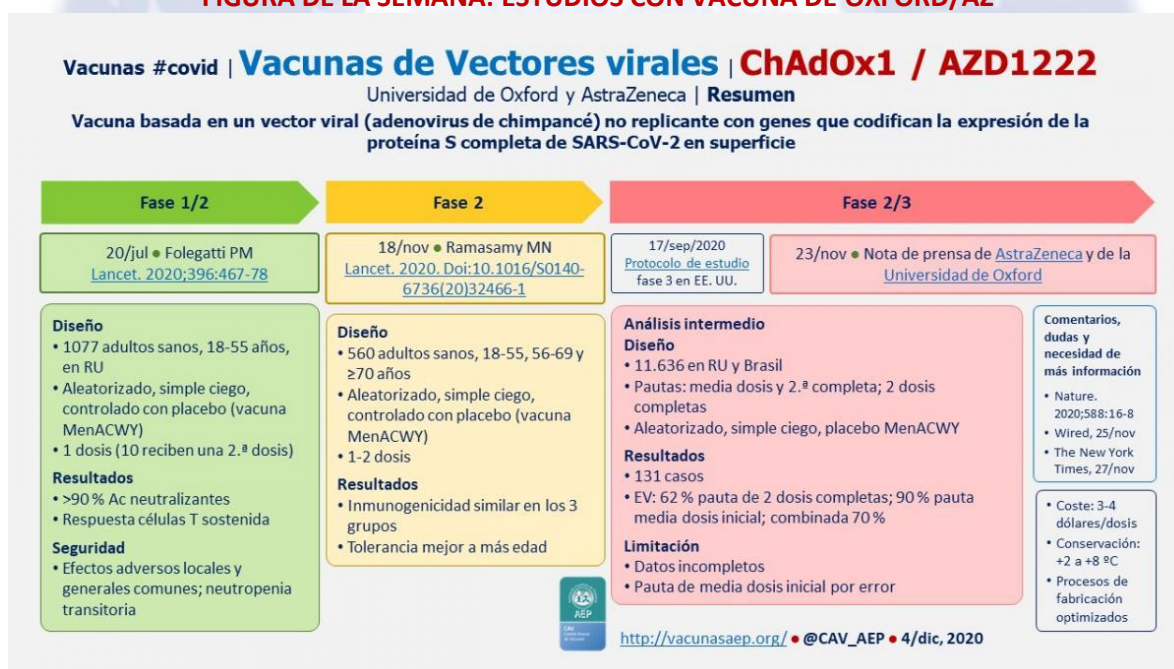 FIGURA DE LA SEMANA: ESTUDIOS CON VACUNA DE OXFORD/AZ
Vacunas #covid | Vacunas de Vectores virales | ChAdOx1 / AZD1222
Universidad de Oxford y AstraZeneca | Resumen
Vacuna basada en un vector viral (adenovirus de chimpancé) no replicante con genes que codifican la expresión de la
proteína S completa de SARS-CoV-2 en superficie
Fase 1/2
20/jul ● Folegatti PM
Lancet. 2020;396:467-78
Diseño
• 1077 adultos sanos, 18-55 años,
en RU
• Aleatorizado, simple ciego,
controlado con placebo (vacuna
MenACWY)
• 1 dosis (10 reciben una 2.ª dosis)
Resultados
• >90 % Ac neutralizantes
• Respuesta células T sostenida
Seguridad
• Efectos adversos locales y
generales comunes; neutropenia
transitoria
Fase 2
18/nov ● Ramasamy MN
Lancet. 2020. Doi:10.1016/S0140-
6736(20)32466-1
Diseño
• 560 adultos sanos, 18-55, 56-69 y
≥70 años
• Aleatorizado, simple ciego,
controlado con placebo (vacuna
MenACWY)
• 1-2 dosis
Resultados
• Inmunogenicidad similar en los 3
grupos
• Tolerancia mejor a más edad
Fase 2/3
17/sep/2020
Protocolo de estudio
fase 3 en EE. UU.
23/nov ● Nota de prensa de AstraZeneca y de la
Universidad de Oxford
Análisis intermedio
Diseño
• 11.636 en RU y Brasil
• Pautas: media dosis y 2.ª completa; 2 dosis
completas
• Aleatorizado, simple ciego, placebo MenACWY
Resultados
• 131 casos
• EV: 62 % pauta de 2 dosis completas; 90 % pauta
media dosis inicial; combinada 70 %
Limitación
• Datos incompletos
• Pauta de media dosis inicial por error
Comentarios,
dudas y
necesidad de
más información
• Nature.
2020;588:16-8
• Wired, 25/nov
• The New York
Times, 27/nov
• Coste: 3-4
dólares/dosis
• Conservación:
+2 a +8 ºC
• Procesos de
fabricación
optimizados
AEP
CAV
http://vacunasaep.org/ ● @CAV_AEP ● 4/dic, 2020